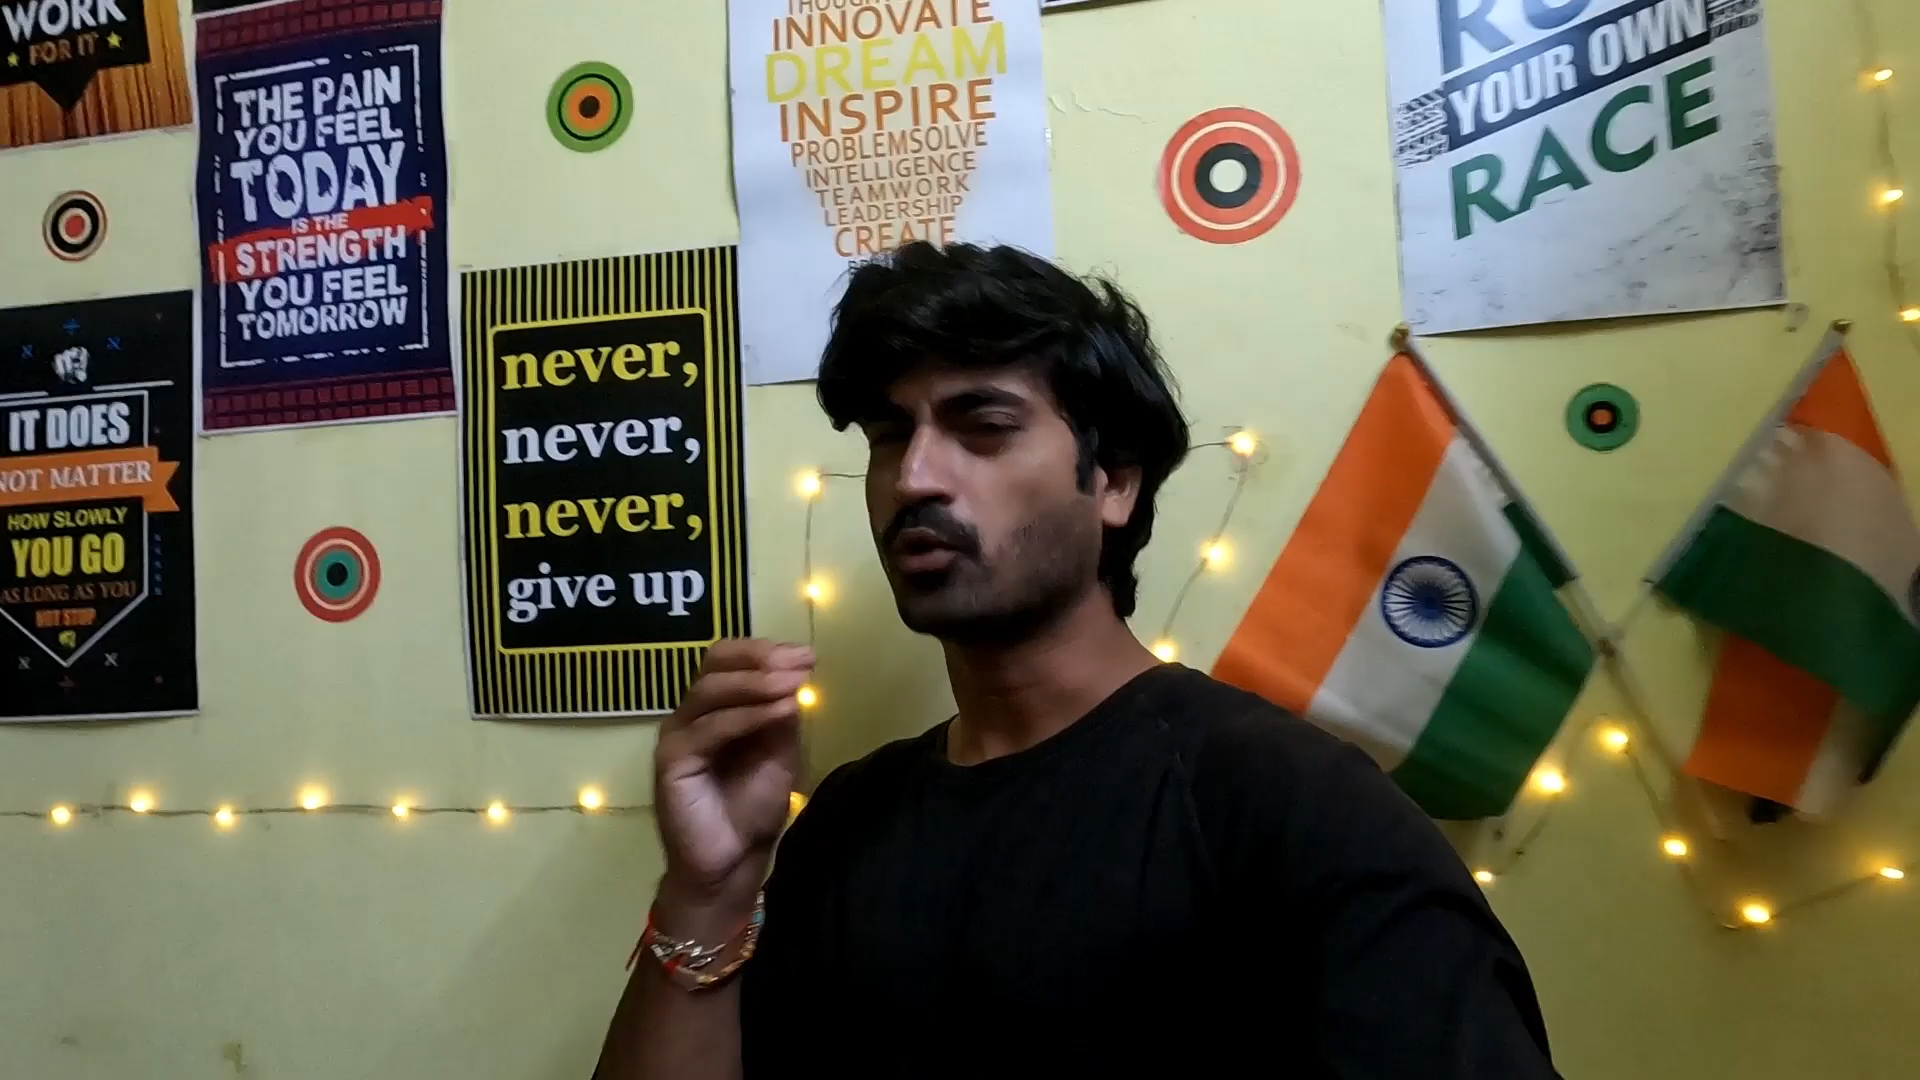 WORK
FOR IT
THE PAIN
YOU FEEL
TODAY
IS THE
STRENGTH
YOU FEEL
TOMORROW
IT DOES
NOT MATTER
HOW SLOWLY
YOU GO
AS LONG AS YOU
NOT STOP
never,
never,
never,
give up
INNOVATE
DREAM
INSPIRE
PROBLEMSOLVE
INTELLIGENCE
TEAMWORK
LEADERSHIP
CREATE
YOUR OWN
RACE